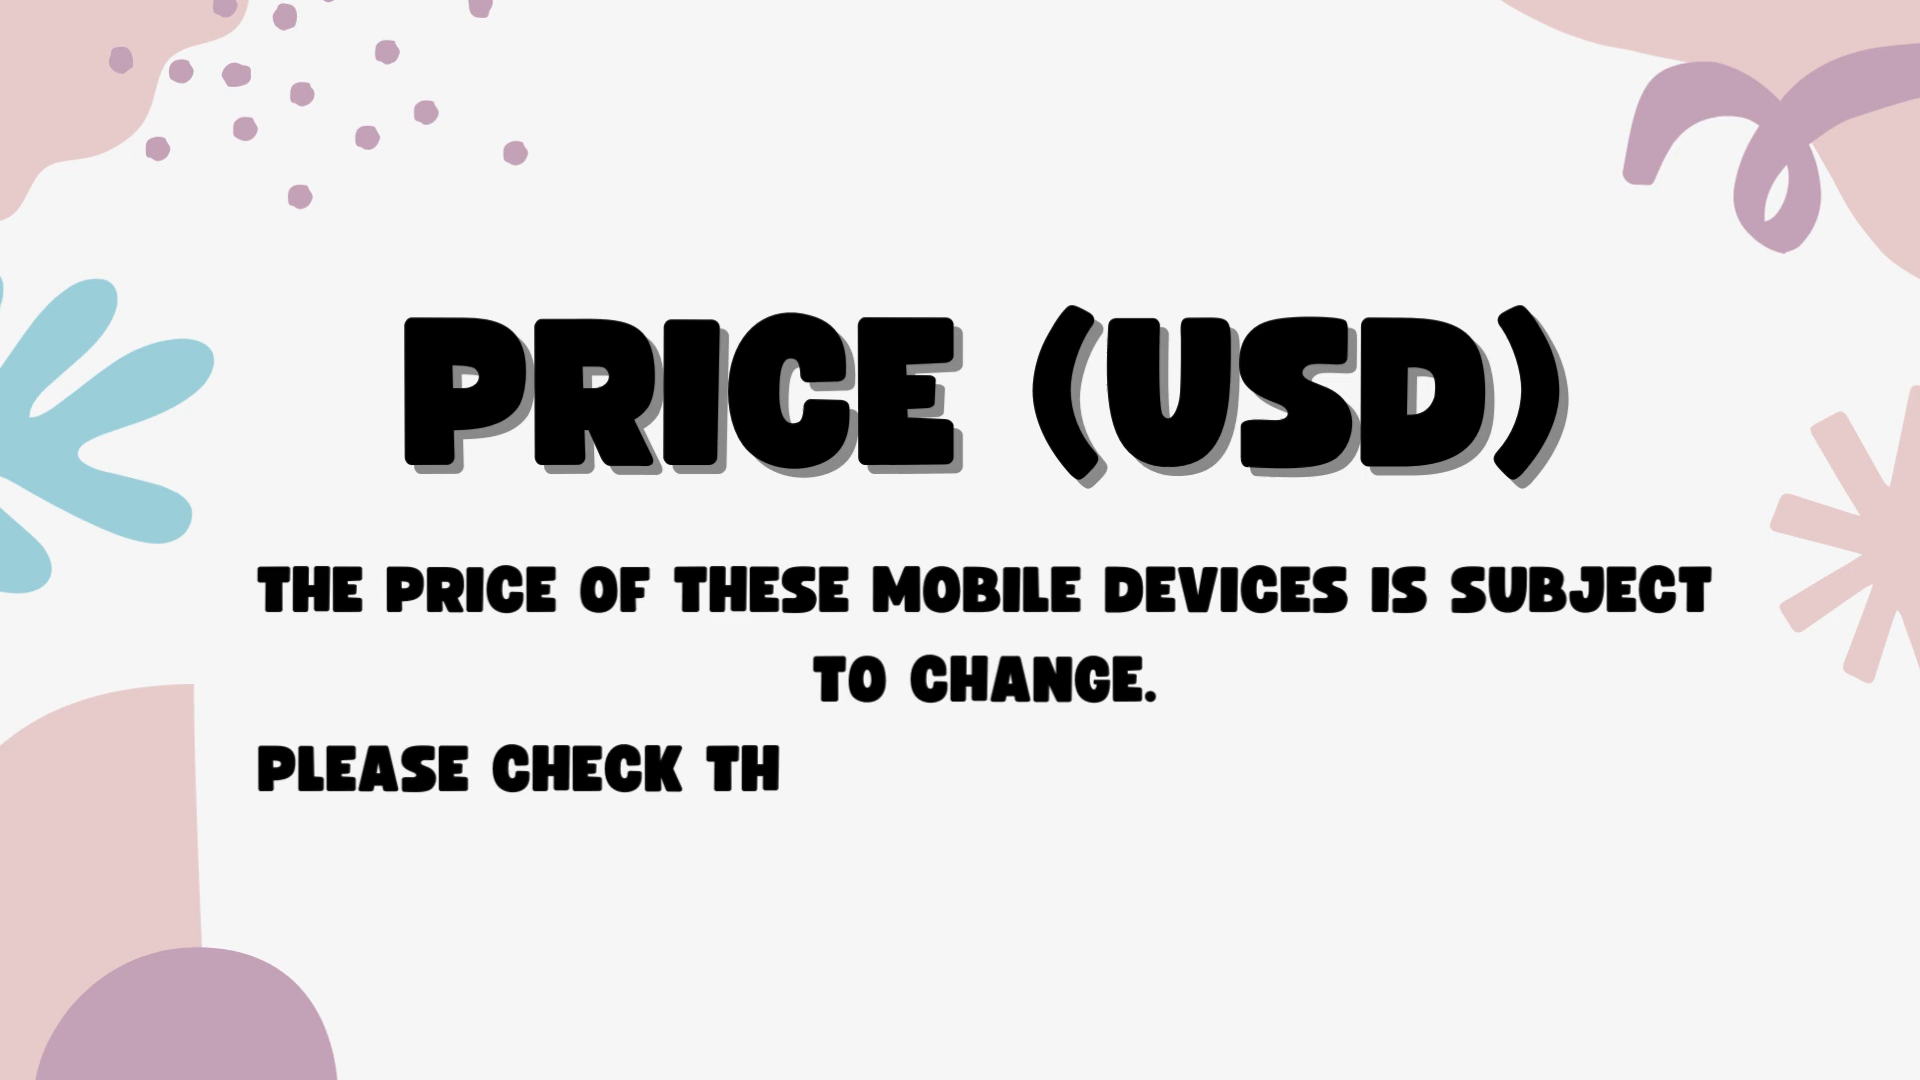 PRICE (USD)
THE PRICE OF THESE MOBILE DEVICES IS SUBJECT
TO CHANGE.
PLEASE CHECK TH